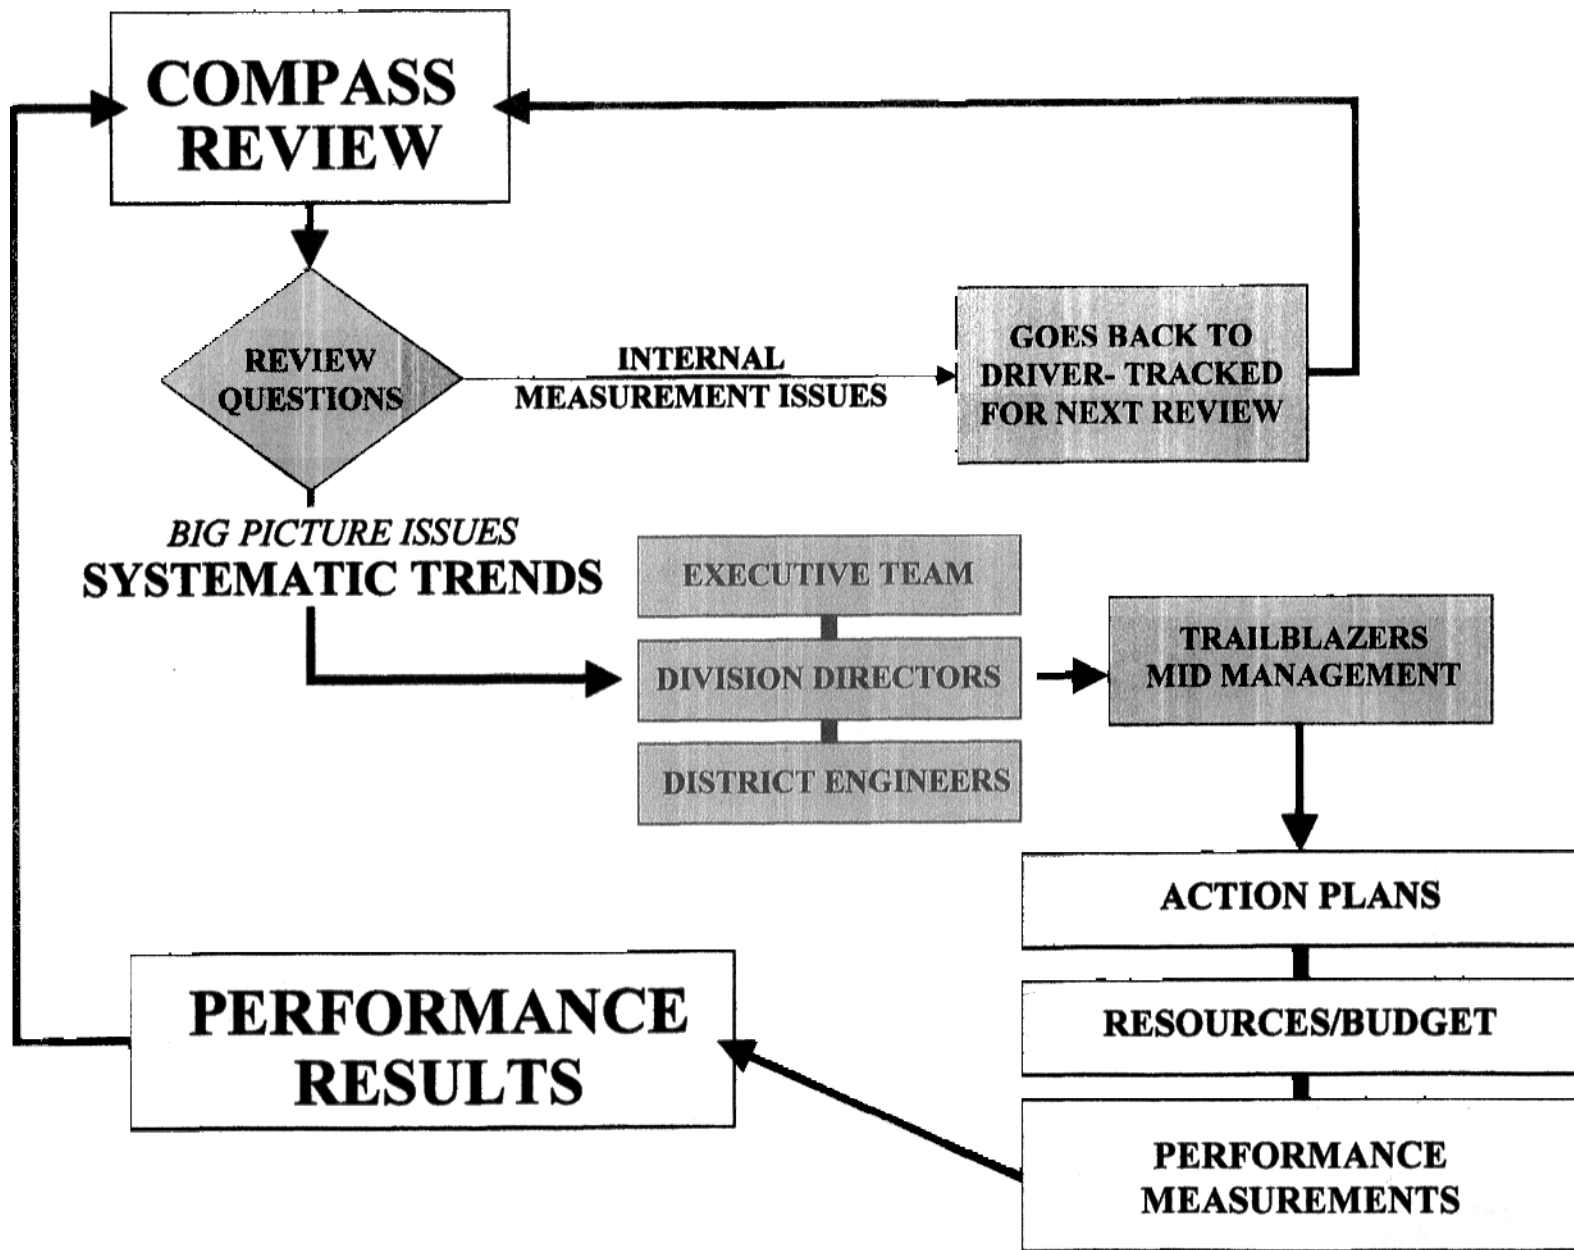 COMPASS
REVIEW
REVIEW
QUESTIONS
INTERNAL
MEASUREMENT ISSUES
GOES BACK TO
DRIVER- TRACKED
FOR NEXT REVIEW
BIG PICTURE ISSUES
SYSTEMATIC TRENDS
EXECUTIVE TEAM
DIVISION DIRECTORS
DISTRICT ENGINEERS
TRAILBLAZERS
MID MANAGEMENT
ACTION PLANS
RESOURCES/BUDGET
PERFORMANCE
MEASUREMENTS
PERFORMANCE
RESULTS